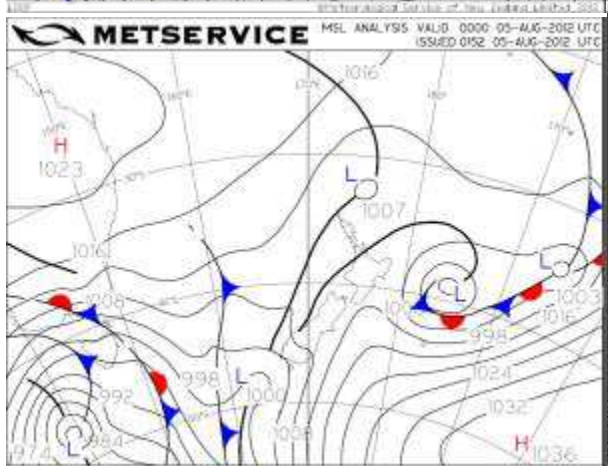 METSERVICE
MSL ANALYSIS VALID 0000 05-AUG-2012 UTC
ISSUED 0152 05-AUG-2012 UTC
1016
H
1023
L
1007
1016
L
L
1003
1016
998
998
L
1000
1024
992
1032
1008
984
974
L
H
1036